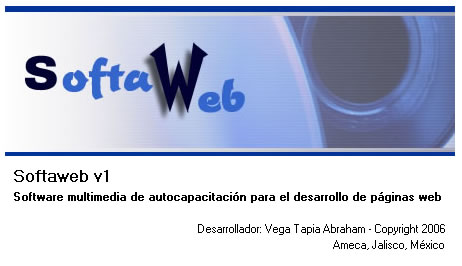 SoftaWeb
Softaweb v1
Software multimedia de autocapacitación para el desarrollo de páginas web
Desarrollador: Vega Tapia Abraham - Copyright 2006
Ameca, Jalisco, México